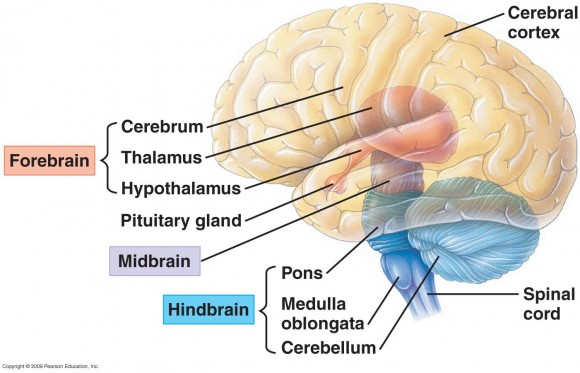 Cerebral
cortex
Cerebrum
Forebrain
Thalamus
Hypothalamus
Pituitary gland
Midbrain
Pons
Hindbrain
Medulla
oblongata
Cerebellum
Spinal
cord
Copyright © 2009 Pearson Education, Inc.